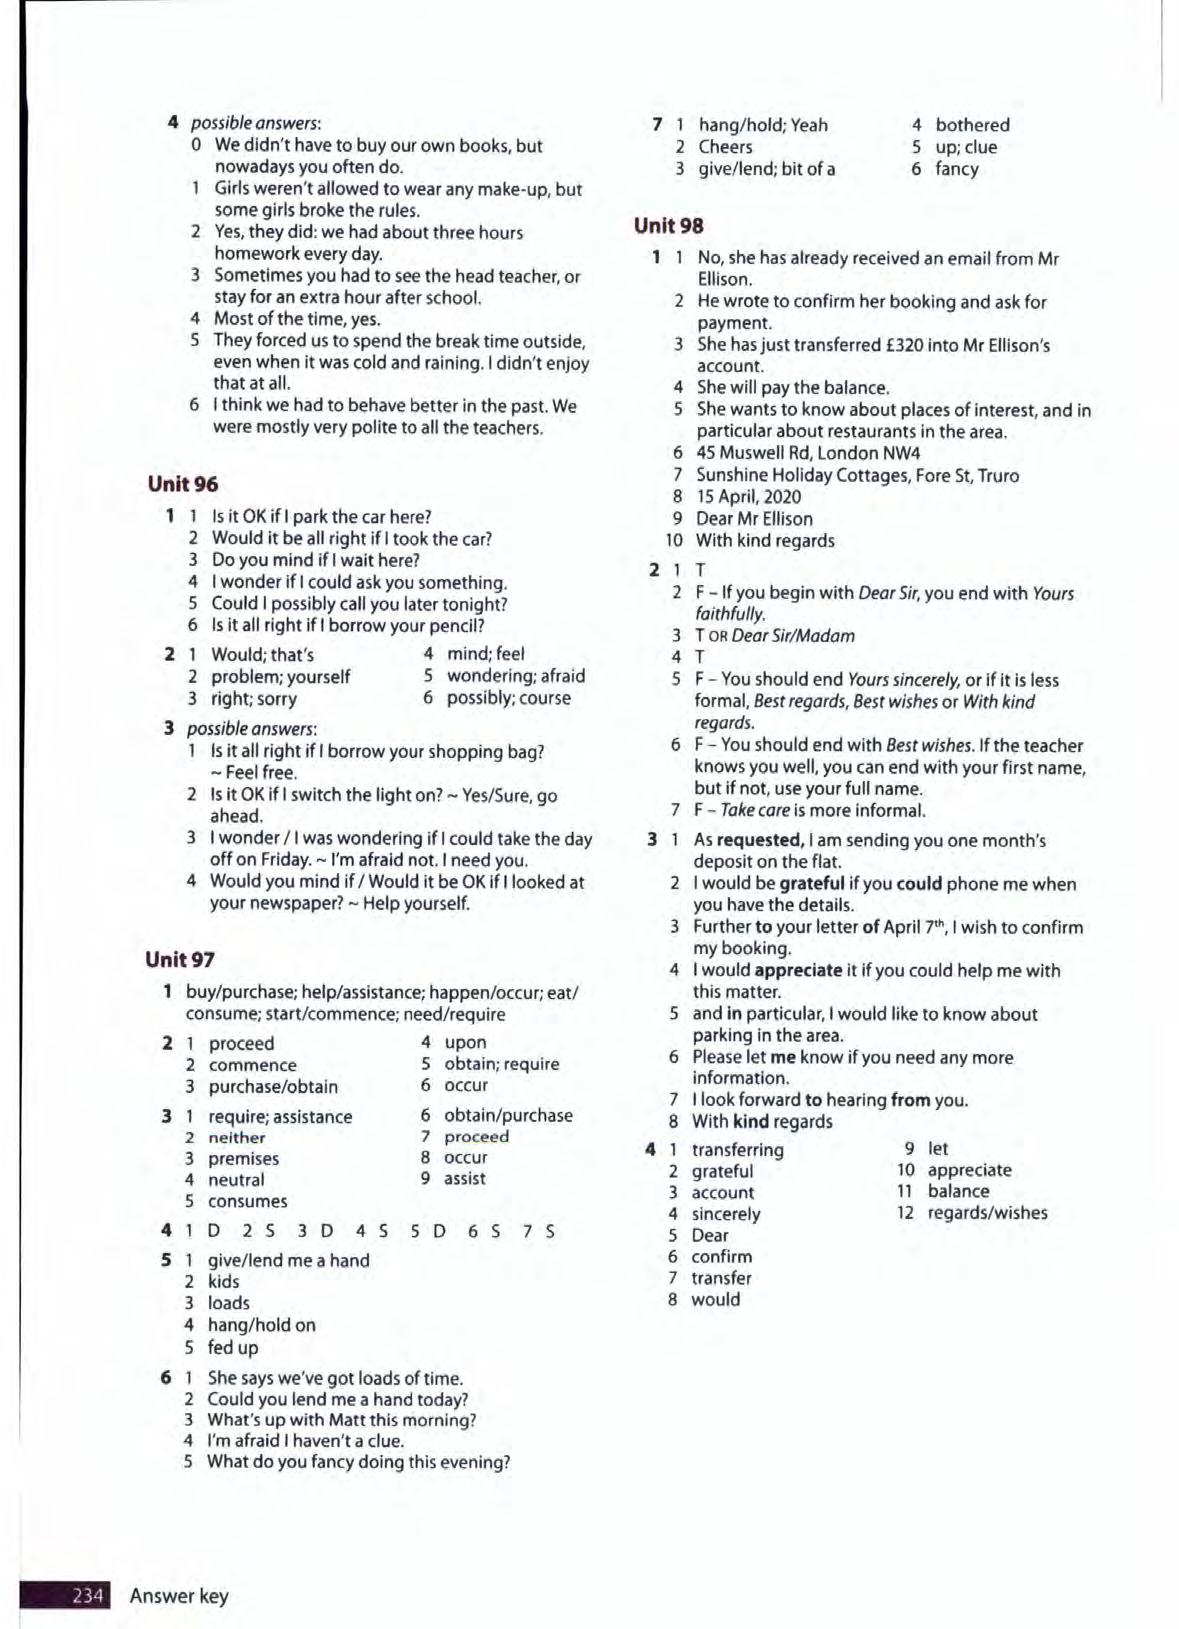 4 possible answers:
0 We didn't have to buy our own books, but
nowadays you often do.
1 Girls weren't allowed to wear any make-up, but
some girls broke the rules.
2 Yes, they did: we had about three hours
homework every day.
3 Sometimes you had to see the head teacher, or
stay for an extra hour after school.
4 Most of the time, yes.
5 They forced us to spend the break time outside,
even when it was cold and raining. I didn't enjoy
that at all.
6 I think we had to behave better in the past. We
were mostly very polite to all the teachers.
Unit 96
1 1 Is it OK if I park the car here?
2 Would it be all right if I took the car?
3 Do you mind if I wait here?
4 I wonder if I could ask you something.
5 Could I possibly call you later tonight?
6 Is it all right if I borrow your pencil?
2 1 Would; that's 4 mind; feel
2 problem; yourself 5 wondering; afraid
3 right; sorry 6 possibly; course
3 possible answers:
1 Is it all right if I borrow your shopping bag?
~ Feel free.
2 Is it OK if I switch the light on? ~ Yes/Sure, go
ahead.
3 I wonder / I was wondering if I could take the day
off on Friday. ~ I'm afraid not. I need you.
4 Would you mind if / Would it be OK if I looked at
your newspaper? ~ Help yourself.
Unit 97
1 buy/purchase; help/assistance; happen/occur; eat/
consume; start/commence; need/require
2 1 proceed 4 upon
2 commence 5 obtain; require
3 purchase/obtain 6 occur
3 1 require; assistance 6 obtain/purchase
2 neither 7 proceed
3 premises 8 occur
4 neutral 9 assist
5 consumes
4 1 D 2 S 3 D 4 S 5 D 6 S 7 S
5 1 give/lend me a hand
2 kids
3 loads
4 hang/hold on
5 fed up
6 1 She says we've got loads of time.
2 Could you lend me a hand today?
3 What's up with Matt this morning?
4 I'm afraid I haven't a clue.
5 What do you fancy doing this evening?
7 1 hang/hold; Yeah 4 bothered
2 Cheers 5 up; clue
3 give/lend; bit of a 6 fancy
Unit 98
1 1 No, she has already received an email from Mr
Ellison.
2 He wrote to confirm her booking and ask for
payment.
3 She has just transferred £320 into Mr Ellison's
account.
4 She will pay the balance.
5 She wants to know about places of interest, and in
particular about restaurants in the area.
6 45 Muswell Rd, London NW4
7 Sunshine Holiday Cottages, Fore St, Truro
8 15 April, 2020
9 Dear Mr Ellison
10 With kind regards
2 1 T
2 F – If you begin with Dear Sir, you end with Yours
faithfully.
3 T OR Dear Sir/Madam
4 T
5 F – You should end Yours sincerely, or if it is less
formal, Best regards, Best wishes or With kind
regards.
6 F – You should end with Best wishes. If the teacher
knows you well, you can end with your first name,
but if not, use your full name.
7 F – Take care is more informal.
3 1 As requested, I am sending you one month's
deposit on the flat.
2 I would be grateful if you could phone me when
you have the details.
3 Further to your letter of April 7th, I wish to confirm
my booking.
4 I would appreciate it if you could help me with
this matter.
5 and in particular, I would like to know about
parking in the area.
6 Please let me know if you need any more
information.
7 I look forward to hearing from you.
8 With kind regards
4 1 transferring 9 let
2 grateful 10 appreciate
3 account 11 balance
4 sincerely 12 regards/wishes
5 Dear
6 confirm
7 transfer
8 would
234 Answer key